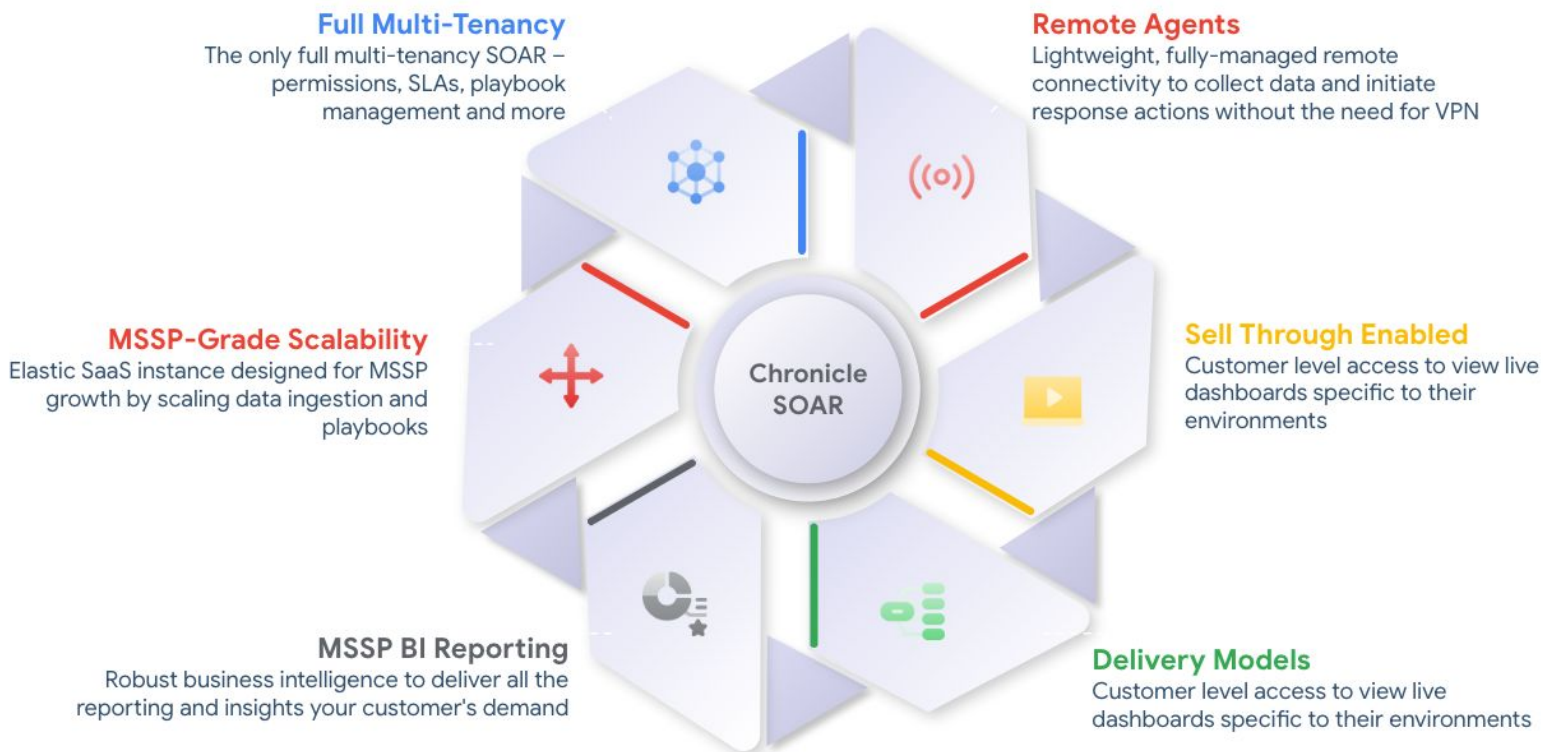 Full Multi-Tenancy
The only full multi-tenancy SOAR –
permissions, SLAs, playbook
management and more
Remote Agents
Lightweight, fully-managed remote
connectivity to collect data and initiate
response actions without the need for VPN
MSSP-Grade Scalability
Elastic SaaS instance designed for MSSP
growth by scaling data ingestion and
playbooks
Chronicle
SOAR
Sell Through Enabled
Customer level access to view live
dashboards specific to their
environments
MSSP BI Reporting
Robust business intelligence to deliver all the
reporting and insights your customer's demand
Delivery Models
Customer level access to view live
dashboards specific to their environments